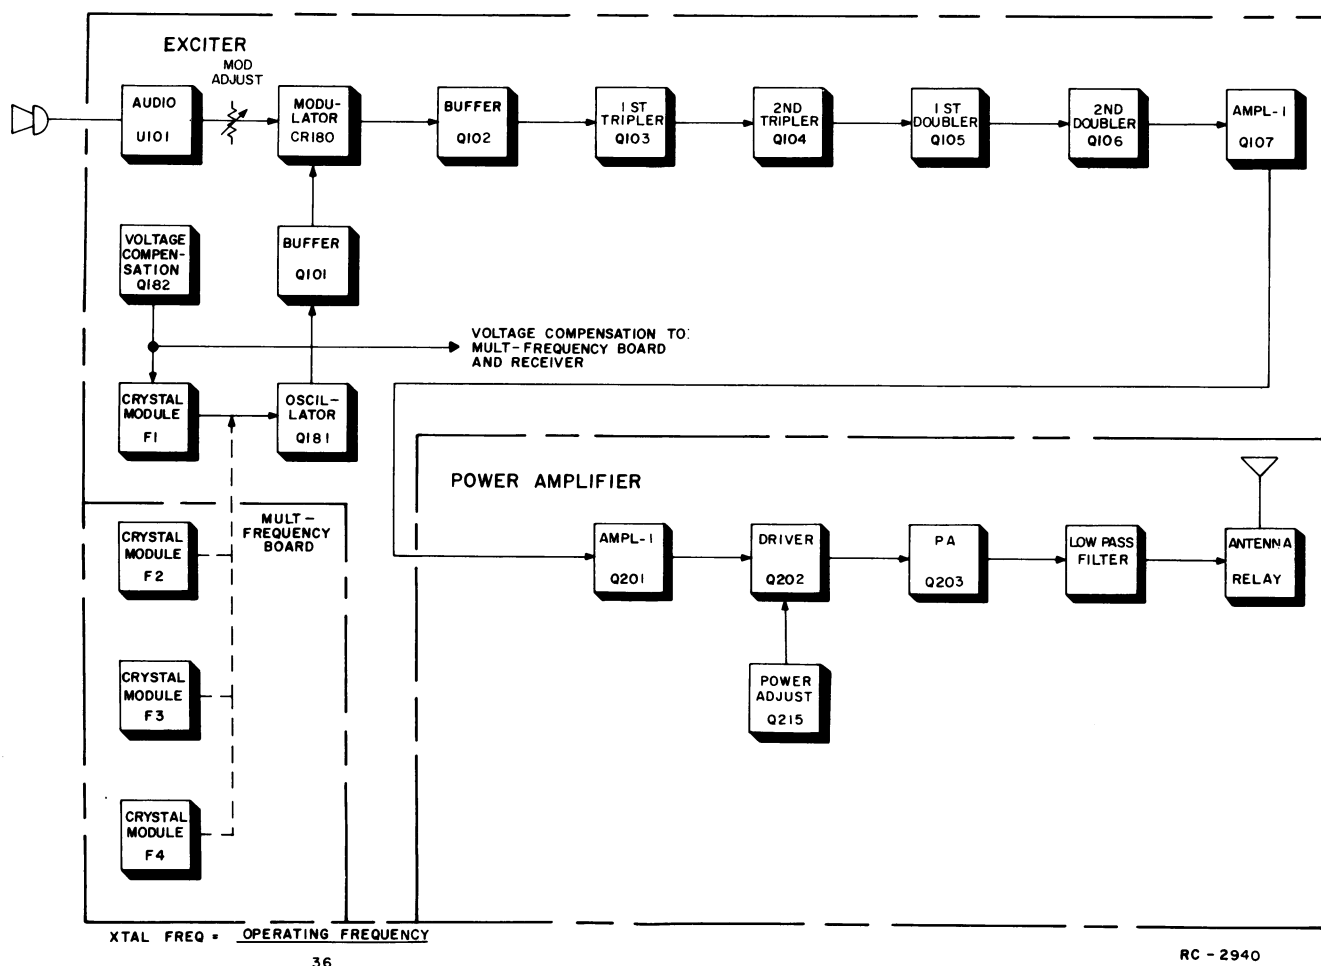 EXCITER
MOD
ADJUST
AUDIO
U101
MODU-
LATOR
CR180
BUFFER
Q102
1ST
TRIPLER
Q103
2ND
TRIPLER
Q104
1ST
DOUBLER
Q105
2ND
DOUBLER
Q106
AMPL-1
Q107
VOLTAGE
COMPEN-
SATION
Q182
BUFFER
Q101
VOLTAGE COMPENSATION TO:
MULT-FREQUENCY BOARD
AND RECEIVER
CRYSTAL
MODULE
F1
OSCIL-
LATOR
Q181
POWER AMPLIFIER
MULT-
FREQUENCY
BOARD
CRYSTAL
MODULE
F2
AMPL-1
Q201
DRIVER
Q202
PA
Q203
LOW PASS
FILTER
ANTENNA
RELAY
CRYSTAL
MODULE
F3
POWER
ADJUST
Q215
CRYSTAL
MODULE
F4
XTAL FREQ = OPERATING FREQUENCY
36
RC-2940